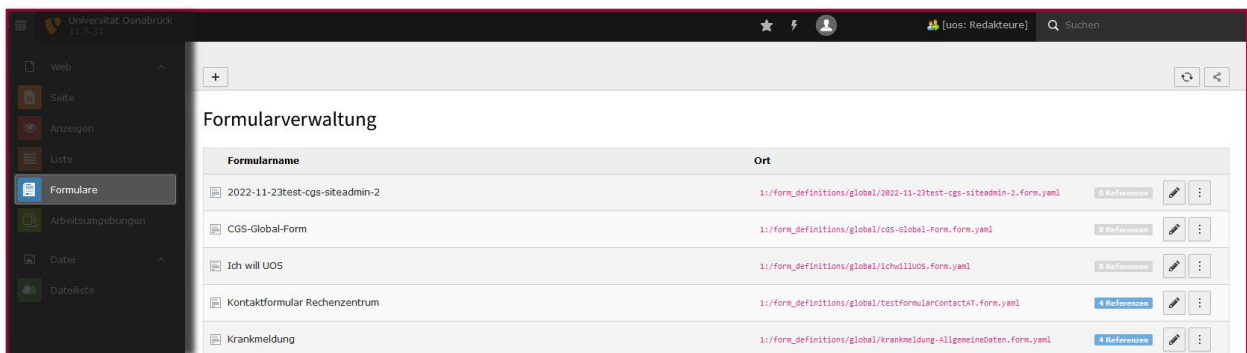 Universität Osnabrück
11.5.31
[uos: Redakteure]
Suchen
Web
Seite
Anzeigen
Liste
Formulare
Arbeitsumgebungen
Datei
Dateiliste
Formularverwaltung
Formularname Ort
2022-11-23test-cgs-siteadmin-2 1:/form_definitions/global/2022-11-23test-cgs-siteadmin-2.form.yaml 0 Referenzen
CGS-Global-Form 1:/form_definitions/global/cGS-Global-Form.form.yaml 0 Referenzen
Ich will UOS 1:/form_definitions/global/ichwillUOS.form.yaml 0 Referenzen
Kontaktformular Rechenzentrum 1:/form_definitions/global/testformularContactAT.form.yaml 4 Referenzen
Krankmeldung 1:/form_definitions/global/krankmeldung-AllgemeineDaten.form.yaml 4 Referenzen